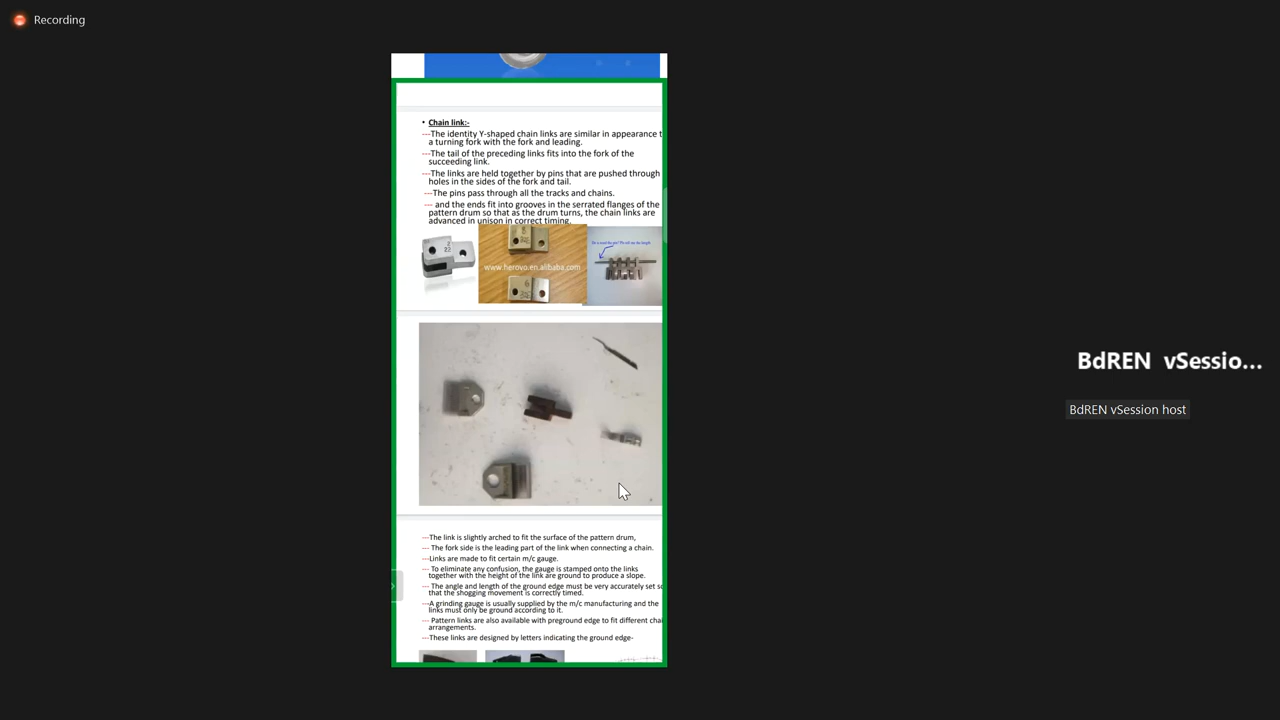 Recording
• Chain link:-
---The identity Y-shaped chain links are similar in appearance t
a turning fork with the fork and leading.
---The tail of the preceding links fits into the fork of the
succeeding link.
---The links are held together by pins that are pushed through
holes in the sides of the fork and tail.
---The pins pass through all the tracks and chains.
--- and the ends fit into grooves in the serrated flanges of the
pattern drum so that as the drum turns, the chain links are
advanced in unison in correct timing.
www.herovo.en.alibaba.com
BdREN vSessio...
BdREN vSession host
---The link is slightly arched to fit the surface of the pattern drum,
--- The fork side is the leading part of the link when connecting a chain.
---Links are made to fit certain m/c gauge.
--- To eliminate any confusion, the gauge is stamped onto the links
together with the height of the link are ground to produce a slope.
--- The angle and length of the ground edge must be very accurately set so
that the shogging movement is correctly timed.
---A grinding gauge is usually supplied by the m/c manufacturing and the
links must only be ground according to it.
--- Pattern links are also available with preground edge to fit different chai
arrangements.
---These links are designed by letters indicating the ground edge-